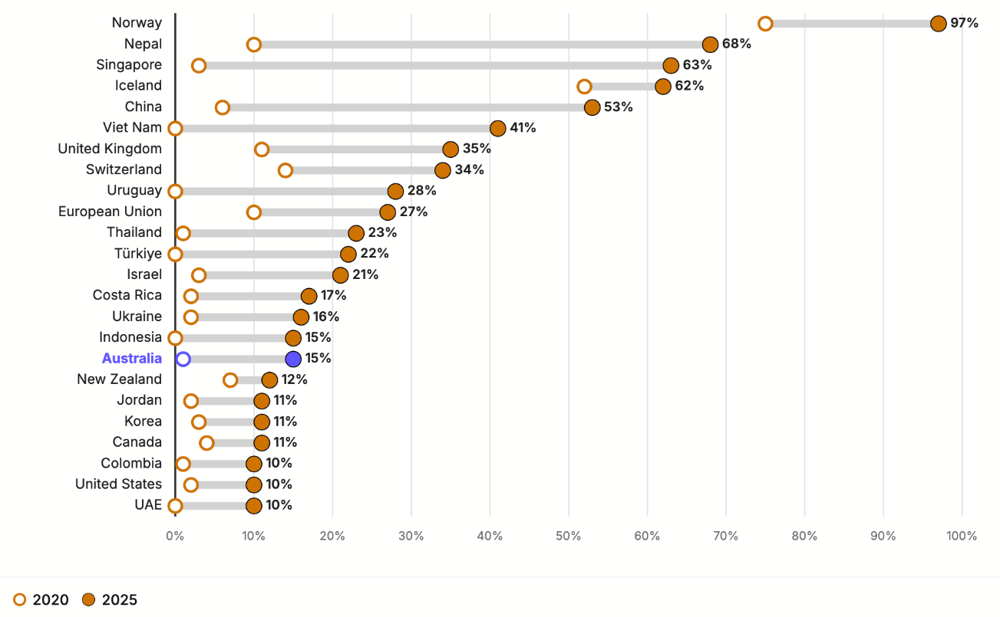 Norway 97%
Nepal 68%
Singapore 63%
Iceland 62%
China 53%
Viet Nam 41%
United Kingdom 35%
Switzerland 34%
Uruguay 28%
European Union 27%
Thailand 23%
Türkiye 22%
Israel 21%
Costa Rica 17%
Ukraine 16%
Indonesia 15%
Australia 15%
New Zealand 12%
Jordan 11%
Korea 11%
Canada 11%
Colombia 10%
United States 10%
UAE 10%
0% 10% 20% 30% 40% 50% 60% 70% 80% 90% 100%
2020 2025